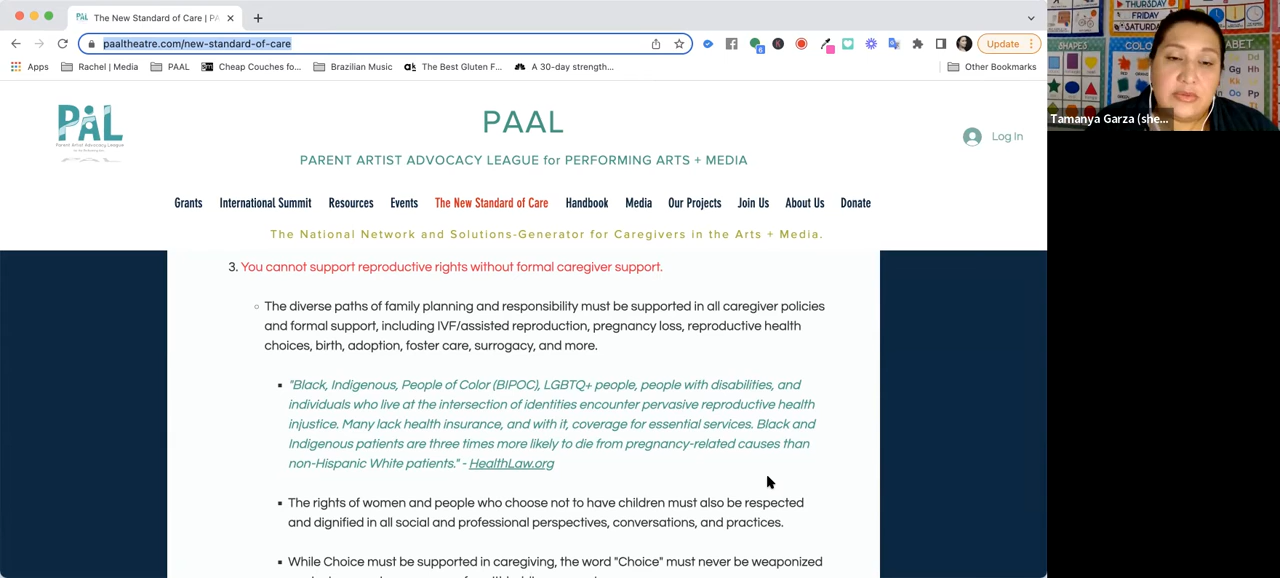 The New Standard of Care | PA
paaltheatre.com/new-standard-of-care
6
Update
Apps
Rachel | Media
PAAL
Cheap Couches fo...
Brazilian Music
The Best Gluten F...
A 30-day strength...
Other Bookmarks
PAAL
PARENT ARTIST ADVOCACY LEAGUE for PERFORMING ARTS + MEDIA
Log In
Grants
International Summit
Resources
Events
The New Standard of Care
Handbook
Media
Our Projects
Join Us
About Us
Donate
The National Network and Solutions-Generator for Caregivers in the Arts + Media.
3. You cannot support reproductive rights without formal caregiver support.
The diverse paths of family planning and responsibility must be supported in all caregiver policies
and formal support, including IVF/assisted reproduction, pregnancy loss, reproductive health
choices, birth, adoption, foster care, surrogacy, and more.
"Black, Indigenous, People of Color (BIPOC), LGBTQ+ people, people with disabilities, and
individuals who live at the intersection of identities encounter pervasive reproductive health
injustice. Many lack health insurance, and with it, coverage for essential services. Black and
Indigenous patients are three times more likely to die from pregnancy-related causes than
non-Hispanic White patients." - HealthLaw.org
The rights of women and people who choose not to have children must also be respected
and dignified in all social and professional perspectives, conversations, and practices.
While Choice must be supported in caregiving, the word "Choice" must never be weaponized
THURSDAY
FRIDAY
SATURDAY
SHAPES
Gg Hh
Tamanya Garza (she...